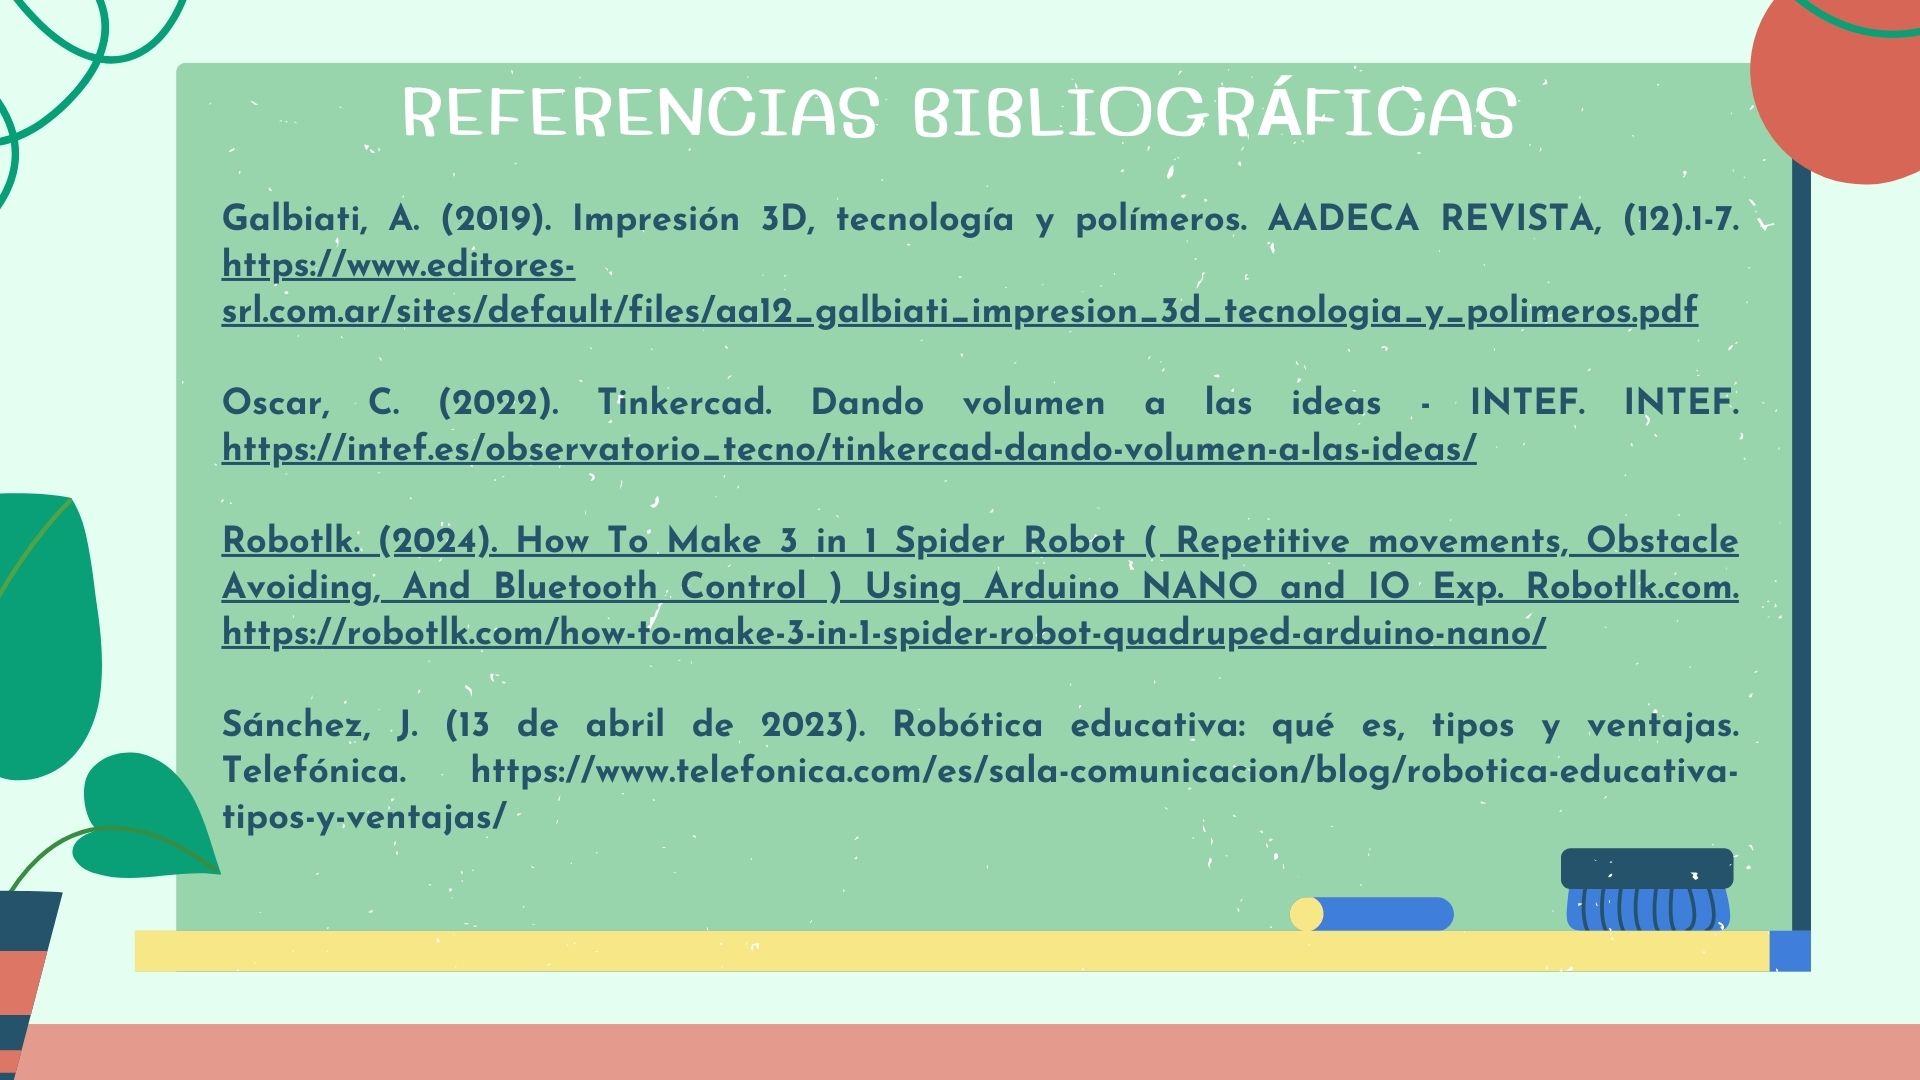 REFERENCIAS BIBLIOGRÁFICAS
Galbiati, A. (2019). Impresión 3D, tecnología y polímeros. AADECA REVISTA, (12).1-7.
https://www.editores-
srl.com.ar/sites/default/files/aa12_galbiati_impresion_3d_tecnologia_y_polimeros.pdf
Oscar, C. (2022). Tinkercad. Dando volumen a las ideas - INTEF. INTEF.
https://intef.es/observatorio_tecno/tinkercad-dando-volumen-a-las-ideas/
Robotlk. (2024). How To Make 3 in 1 Spider Robot ( Repetitive movements, Obstacle
Avoiding, And Bluetooth Control ) Using Arduino NANO and IO Exp. Robotlk.com.
https://robotlk.com/how-to-make-3-in-1-spider-robot-quadruped-arduino-nano/
Sánchez, J. (13 de abril de 2023). Robótica educativa: qué es, tipos y ventajas.
Telefónica. https://www.telefonica.com/es/sala-comunicacion/blog/robotica-educativa-
tipos-y-ventajas/